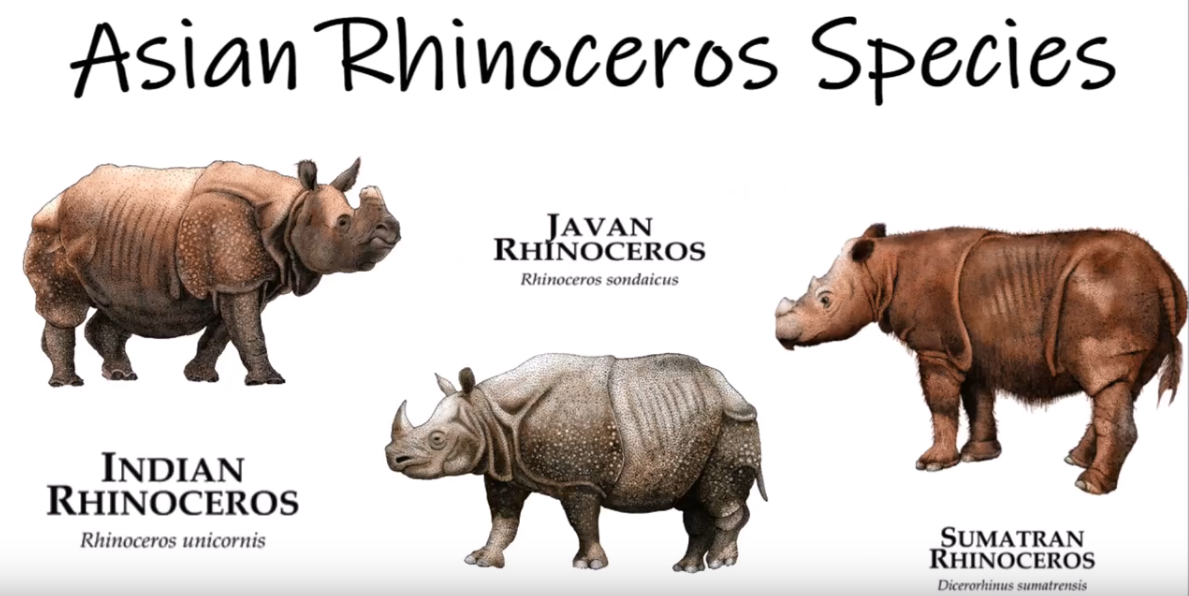 Asian Rhinoceros Species
JAVAN
RHINOCEROS
Rhinoceros sondaicus
INDIAN
RHINOCEROS
Rhinoceros unicornis
SUMATRAN
RHINOCEROS
Dicerorhinus sumatrensis